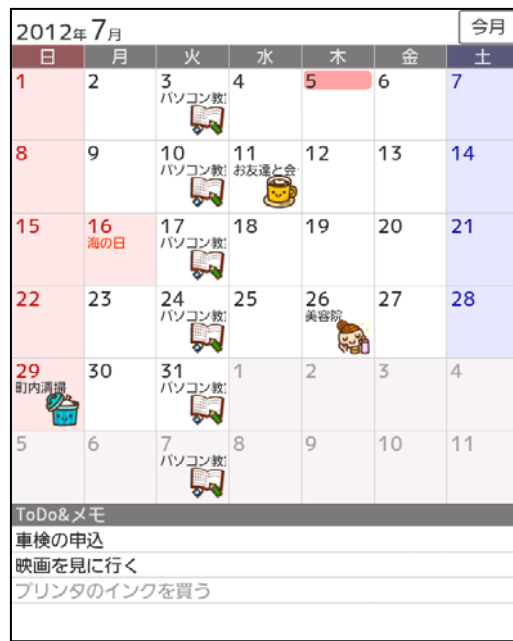 2012年 7月 今月
日 月 火 水 木 金 土
1 2 3 4 5 6 7
パソコン教
8 9 10 11 12 13 14
パソコン教 お友達と会
15 16 17 18 19 20 21
海の日 パソコン教
22 23 24 25 26 27 28
パソコン教 美容院
29 30 31 1 2 3 4
町内清掃 パソコン教
5 6 7 8 9 10 11
パソコン教
ToDo&メモ
車検の申込
映画を見に行く
プリンタのインクを買う